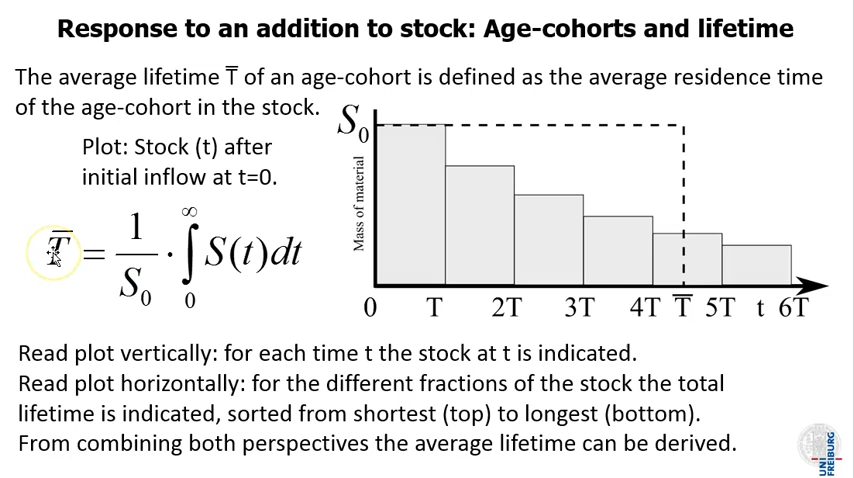 Response to an addition to stock: Age-cohorts and lifetime
The average lifetime T̅ of an age-cohort is defined as the average residence time
of the age-cohort in the stock.
Plot: Stock (t) after
initial inflow at t=0.
T̅ = 1/S₀ · ∫₀^∞ S(t)dt
S₀
Mass of material
0 T 2T 3T 4T T̅ 5T t 6T
Read plot vertically: for each time t the stock at t is indicated.
Read plot horizontally: for the different fractions of the stock the total
lifetime is indicated, sorted from shortest (top) to longest (bottom).
From combining both perspectives the average lifetime can be derived.
UNI
FREIBURG